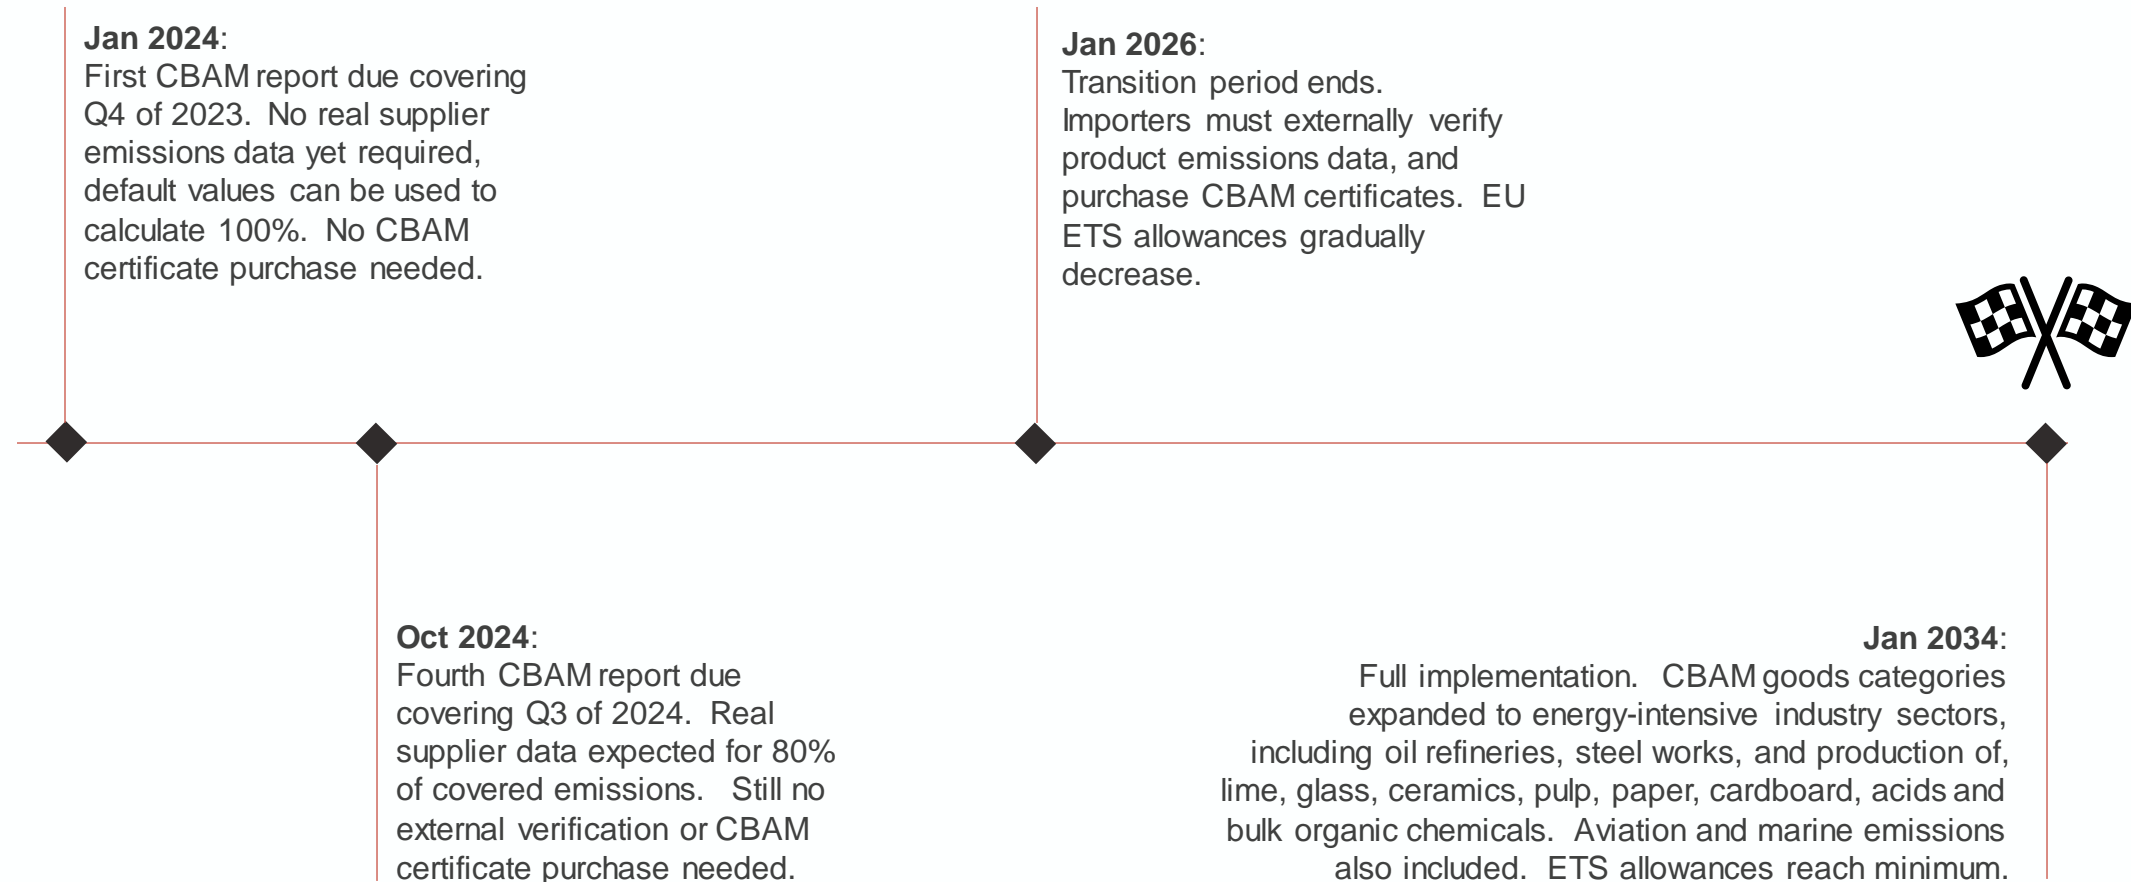 Jan 2024:
First CBAM report due covering
Q4 of 2023. No real supplier
emissions data yet required,
default values can be used to
calculate 100%. No CBAM
certificate purchase needed.
Jan 2026:
Transition period ends.
Importers must externally verify
product emissions data, and
purchase CBAM certificates. EU
ETS allowances gradually
decrease.
Oct 2024:
Fourth CBAM report due
covering Q3 of 2024. Real
supplier data expected for 80%
of covered emissions. Still no
external verification or CBAM
certificate purchase needed.
Jan 2034:
Full implementation. CBAM goods categories
expanded to energy-intensive industry sectors,
including oil refineries, steel works, and production of,
lime, glass, ceramics, pulp, paper, cardboard, acids and
bulk organic chemicals. Aviation and marine emissions
also included. ETS allowances reach minimum.